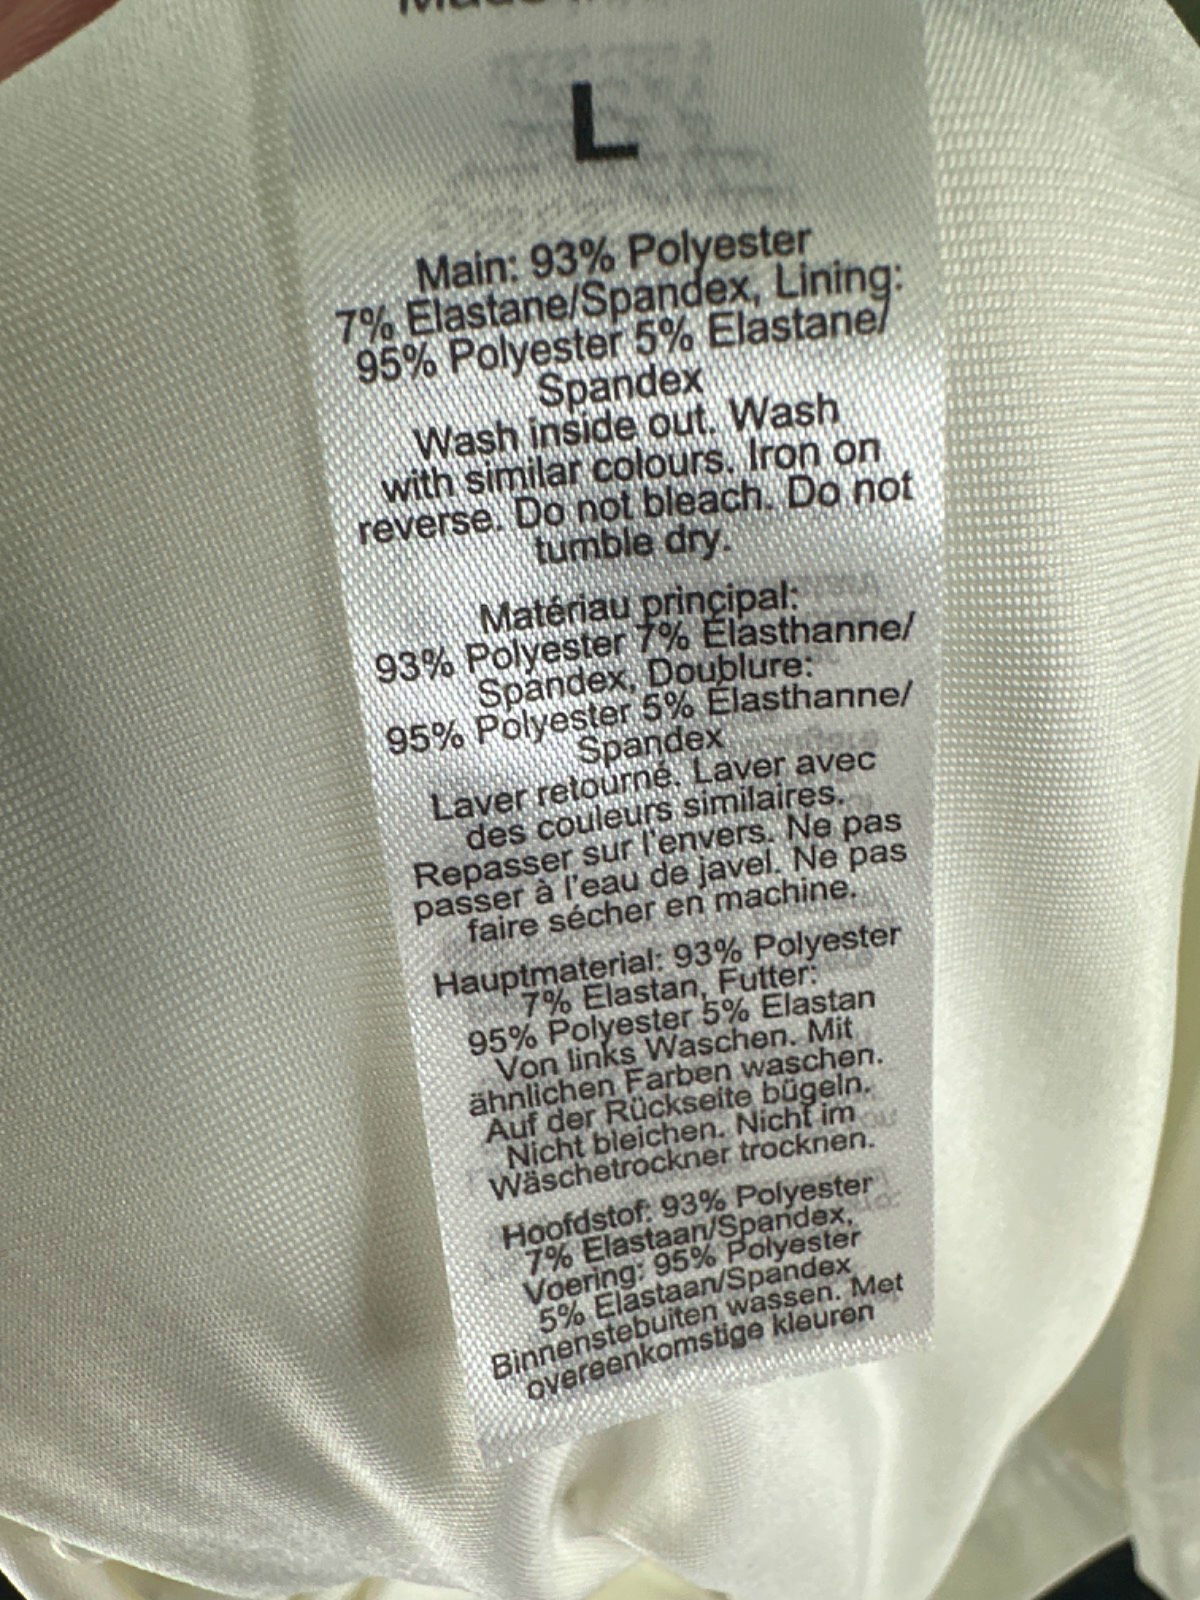 L
Main: 93% Polyester
7% Elastane/Spandex, Lining:
95% Polyester 5% Elastane/
Spandex
Wash inside out. Wash
with similar colours. Iron on
reverse. Do not bleach. Do not
tumble dry.
Matériau principal:
93% Polyester 7% Élasthanne/
Spandex, Doublure:
95% Polyester 5% Élasthanne/
Spandex
Laver retourné. Laver avec
des couleurs similaires.
Repasser sur l'envers. Ne pas
passer à l'eau de javel. Ne pas
faire sécher en machine.
Hauptmaterial: 93% Polyester
7% Elastan, Futter:
95% Polyester 5% Elastan
Von links Waschen. Mit
ähnlichen Farben waschen.
Auf der Rückseite bügeln.
Nicht bleichen. Nicht im
Wäschetrockner trocknen.
Hoofdstof: 93% Polyester
7% Elastaan/Spandex,
Voering: 95% Polyester
5% Elastaan/Spandex
Binnenstebuiten wassen. Met
overeenkomstige kleuren